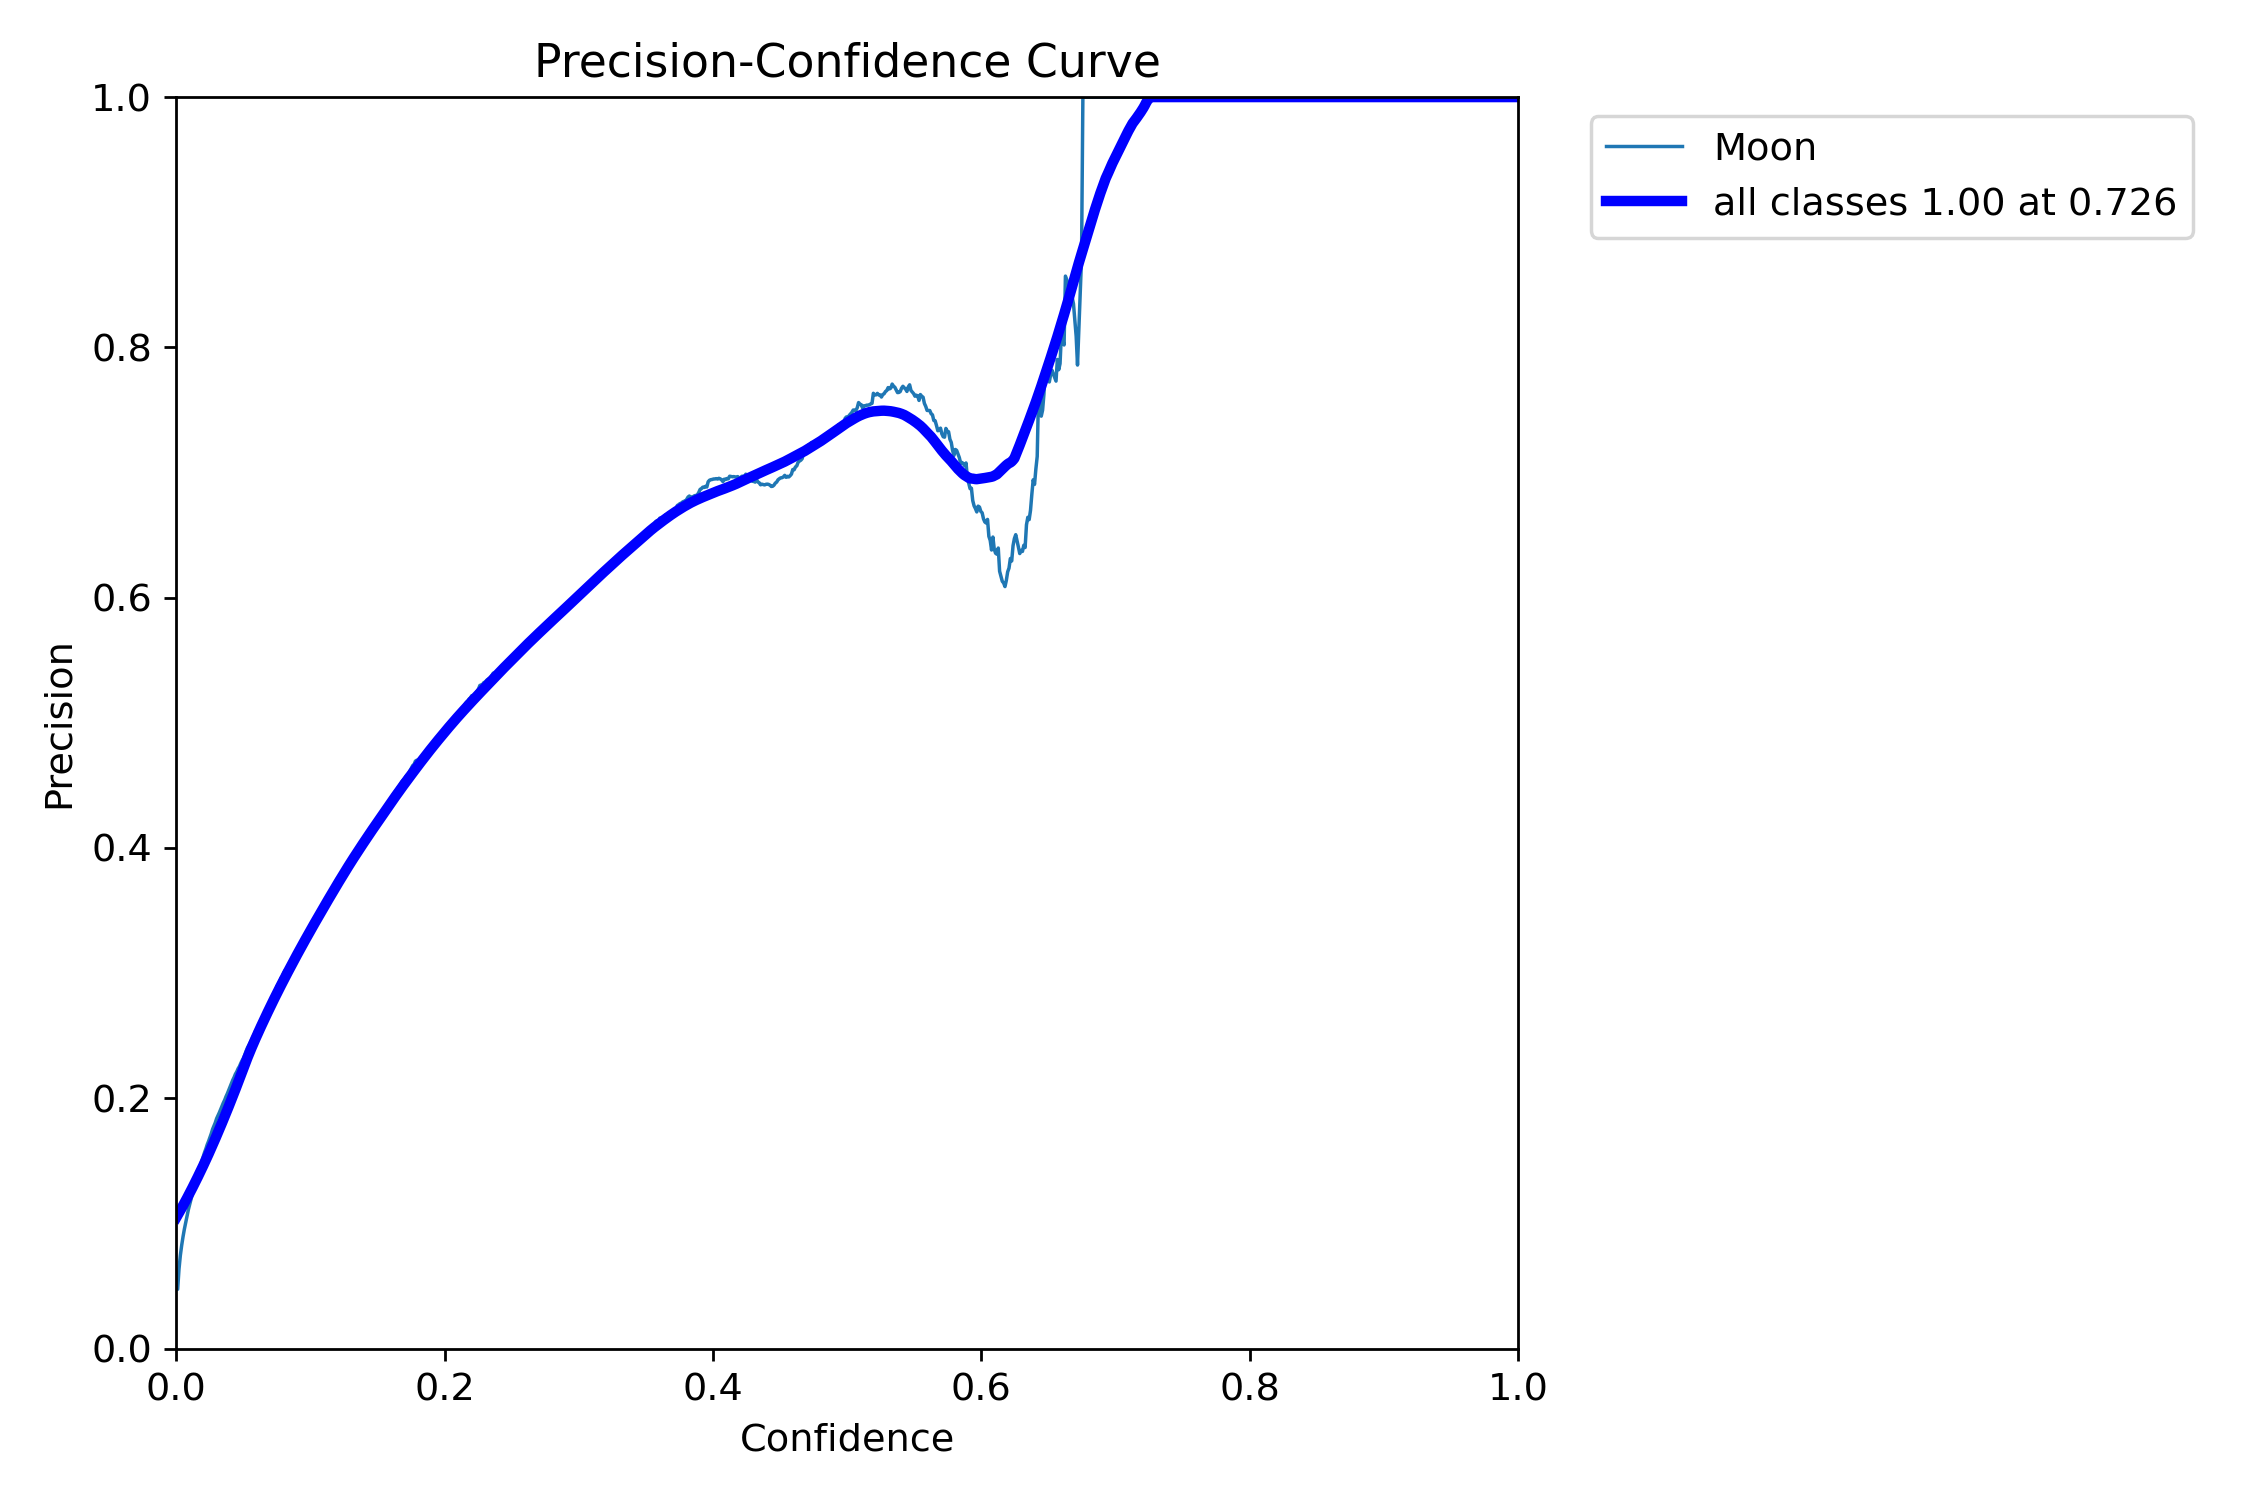 Precision-Confidence Curve
1.0
0.8
0.6
0.4
0.2
0.0
Precision
0.0 0.2 0.4 0.6 0.8 1.0
Confidence
Moon
all classes 1.00 at 0.726